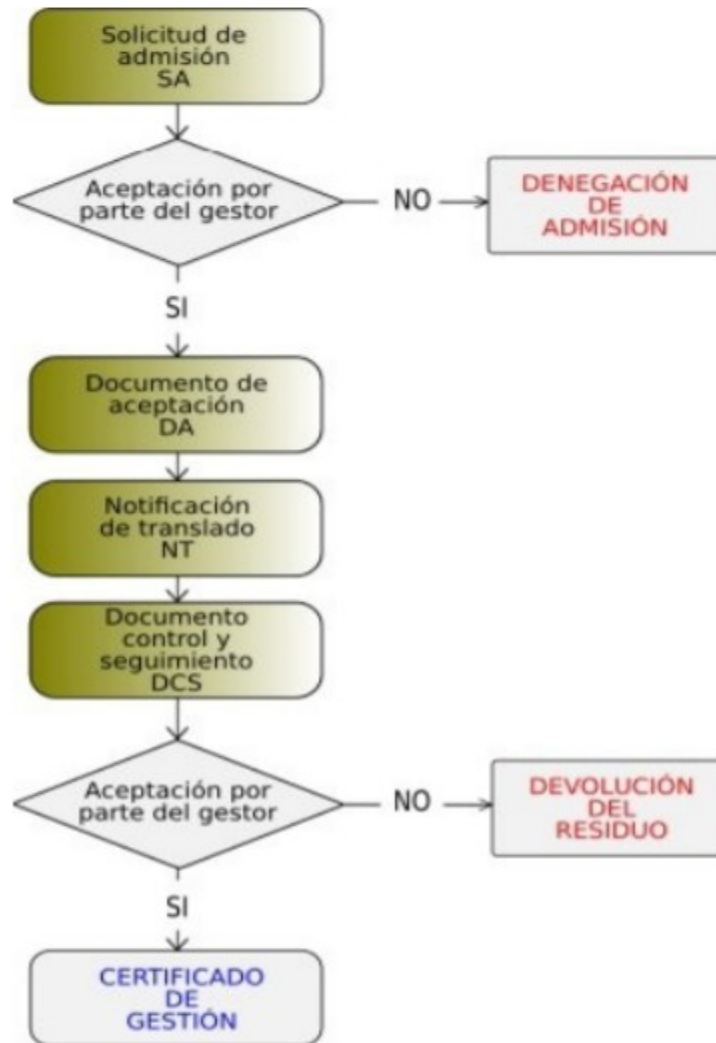 Solicitud de
admisión
SA
Aceptación por
parte del gestor
NO
DENEGACIÓN
DE
ADMISIÓN
SI
Documento de
aceptación
DA
Notificación
de translado
NT
Documento
control y
seguimiento
DCS
Aceptación por
parte del gestor
NO
DEVOLUCIÓN
DEL
RESIDUO
SI
CERTIFICADO
DE
GESTIÓN